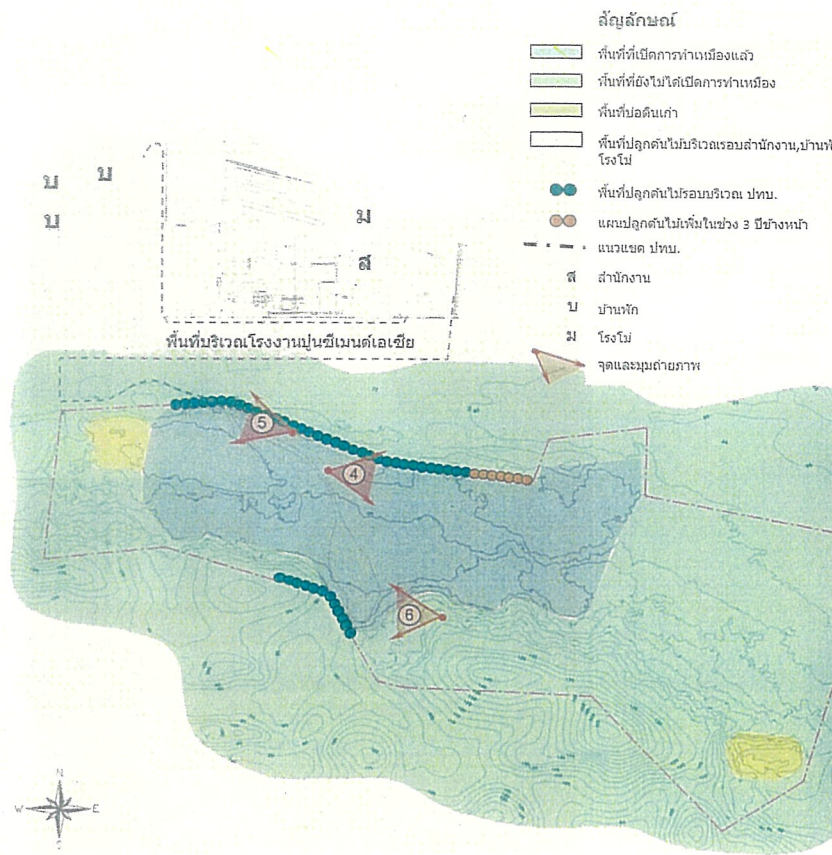 สัญลักษณ์
พื้นที่ที่เปิดการทำเหมืองแล้ว
พื้นที่ที่ยังไม่ได้เปิดการทำเหมือง
พื้นที่บ่อดินเก่า
พื้นที่ปลูกต้นไม้บริเวณรอบสำนักงาน,บ้านพั
โรงโม่
พื้นที่ปลูกต้นไม้รอบบริเวณ ปทบ.
แผนปลูกต้นไม้เพิ่มในช่วง 3 ปีข้างหน้า
แนวเขต ปทบ.
ส สำนักงาน
บ บ้านพัก
ม โรงโม่
จุดและมุมถ่ายภาพ
บ
บ
บ
ม
ส
พื้นที่บริเวณโรงงานปูนซีเมนต์เอเซีย
5
4
6
N
W E
S